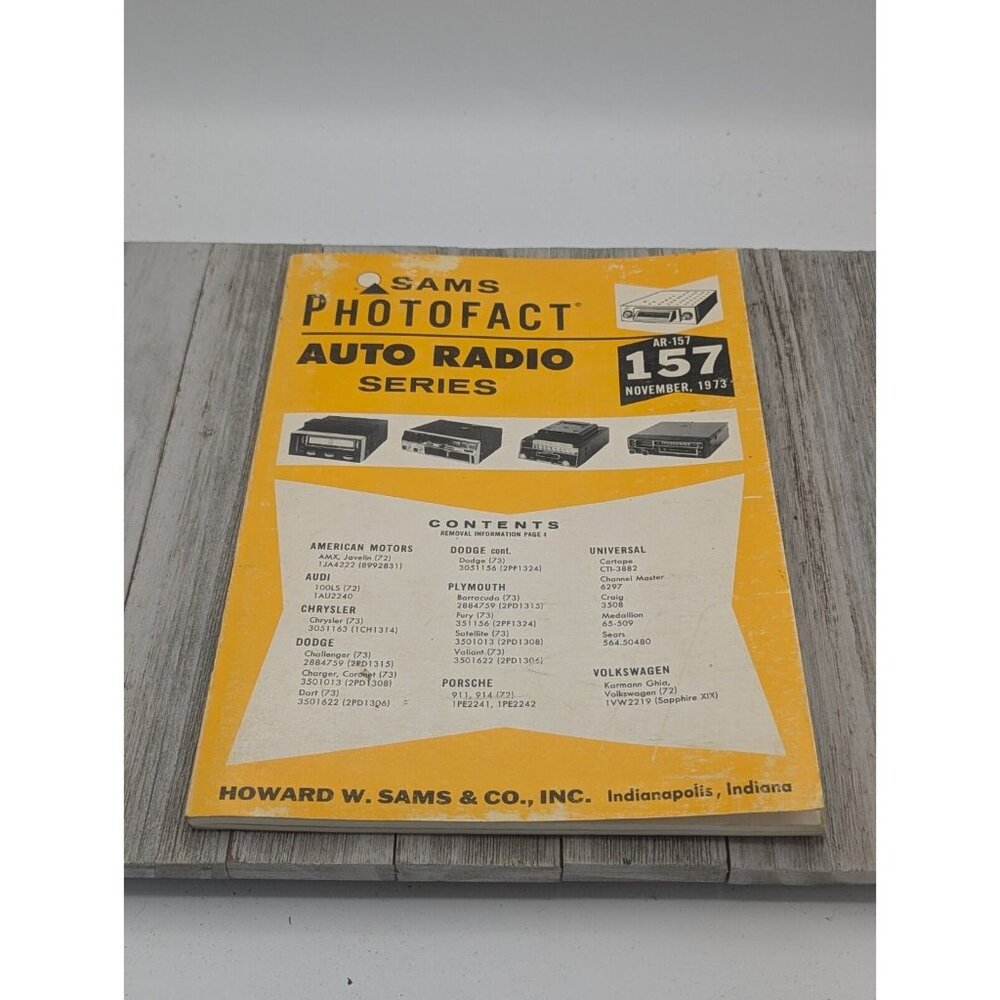 SAMS
PHOTOFACT®
AUTO RADIO
SERIES
AR-157
157
NOVEMBER, 1973
CONTENTS
REMOVAL INFORMATION PAGE 4
AMERICAN MOTORS
AMX, Javelin (72)
1JA4222 (8992831)
AUDI
100LS (72)
1AU2240
CHRYSLER
Chrysler (73)
3051163 (1CH1314)
DODGE
Challenger (73)
2884759 (2RD1315)
Charger, Coronet (73)
3501013 (2PD1308)
Dart (73)
3501622 (2PD1306)
DODGE cont.
Dodge (73)
3051156 (2PF1324)
PLYMOUTH
Barracuda (73)
2884759 (2PD1315)
Fury (73)
351156 (2PF1324)
Satellite (73)
3501013 (2PD1308)
Valiant (73)
3501622 (2PD1306)
PORSCHE
911, 914 (72)
1PE2241, 1PE2242
UNIVERSAL
Cartape
CTI-3882
Channel Master
6297
Craig
3508
Medallion
65-509
Sears
564.50480
VOLKSWAGEN
Karmann Ghia,
Volkswagen (72)
1VW2219 (Sapphire XIX)
HOWARD W. SAMS & CO., INC. Indianapolis, Indiana